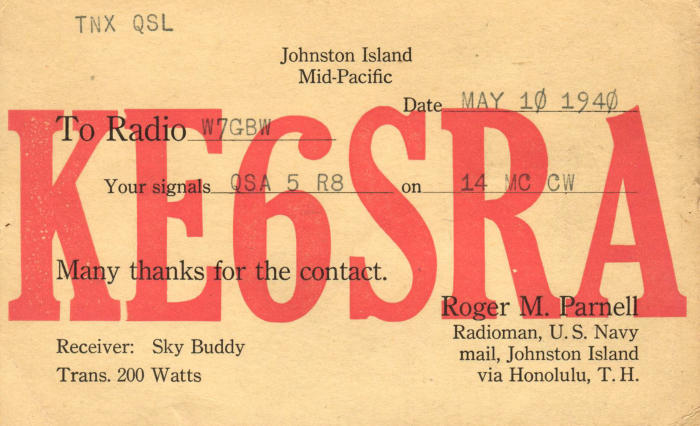 TNX QSL
Johnston Island
Mid-Pacific
Date MAY 10 1940
To Radio W7GBW
KE6SRA
Your signals QSA 5 R8 on 14 MC CW
Many thanks for the contact.
Roger M. Parnell
Radioman, U.S. Navy
mail, Johnston Island
via Honolulu, T.H.
Receiver: Sky Buddy
Trans. 200 Watts